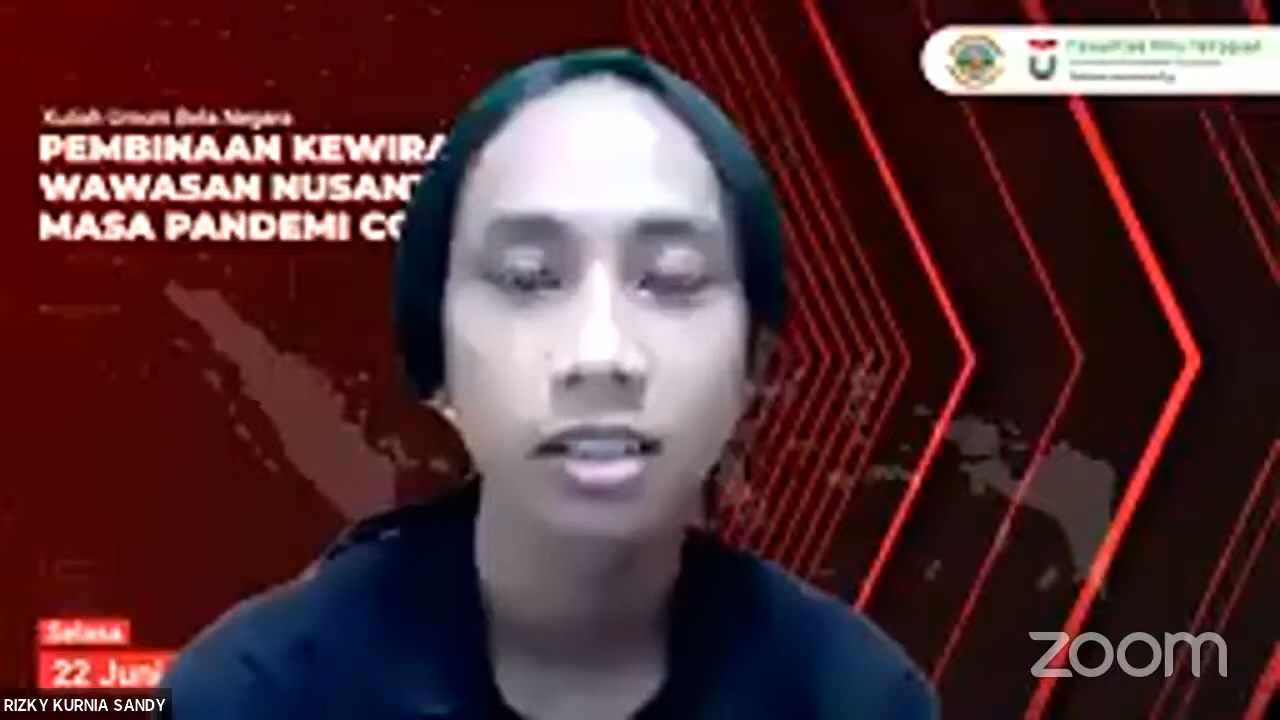 Kuliah Umum Bela Negara
PEMBINAAN KEWIRA
WAWASAN NUSANT
MASA PANDEMI CO
Selasa
22 Juni
RIZKY KURNIA SANDY
zoom